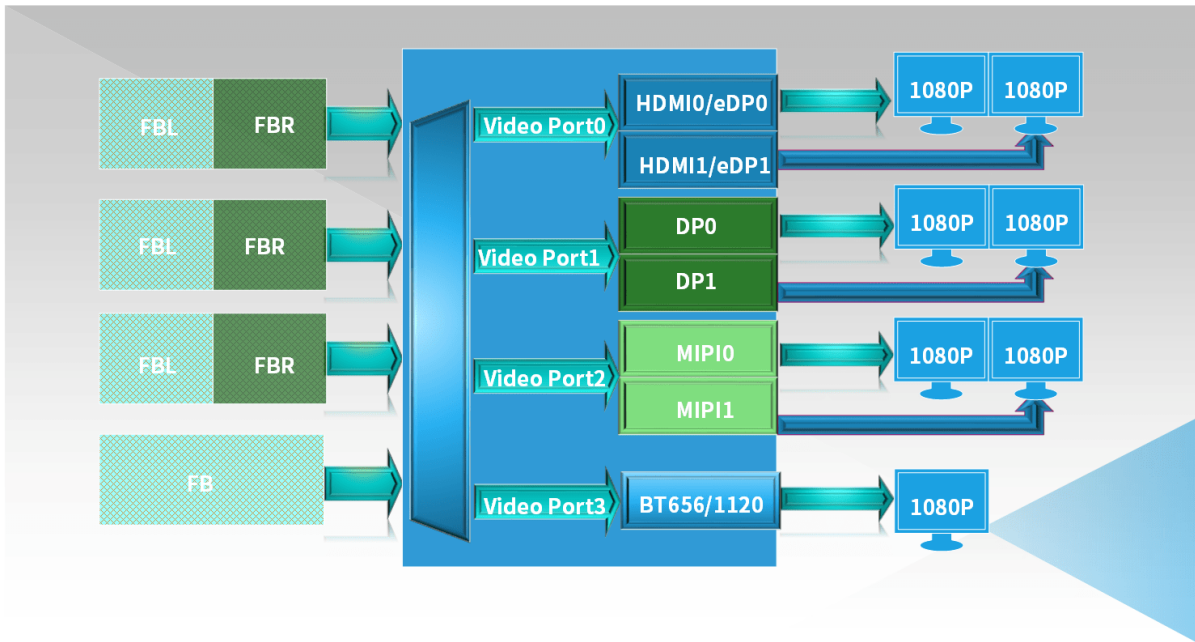 FBL FBR
Video Port0
HDMI0/eDP0
HDMI1/eDP1
1080P 1080P
FBL FBR
Video Port1
DP0
DP1
1080P 1080P
FBL FBR
Video Port2
MIPI0
MIPI1
1080P 1080P
FB
Video Port3
BT656/1120
1080P